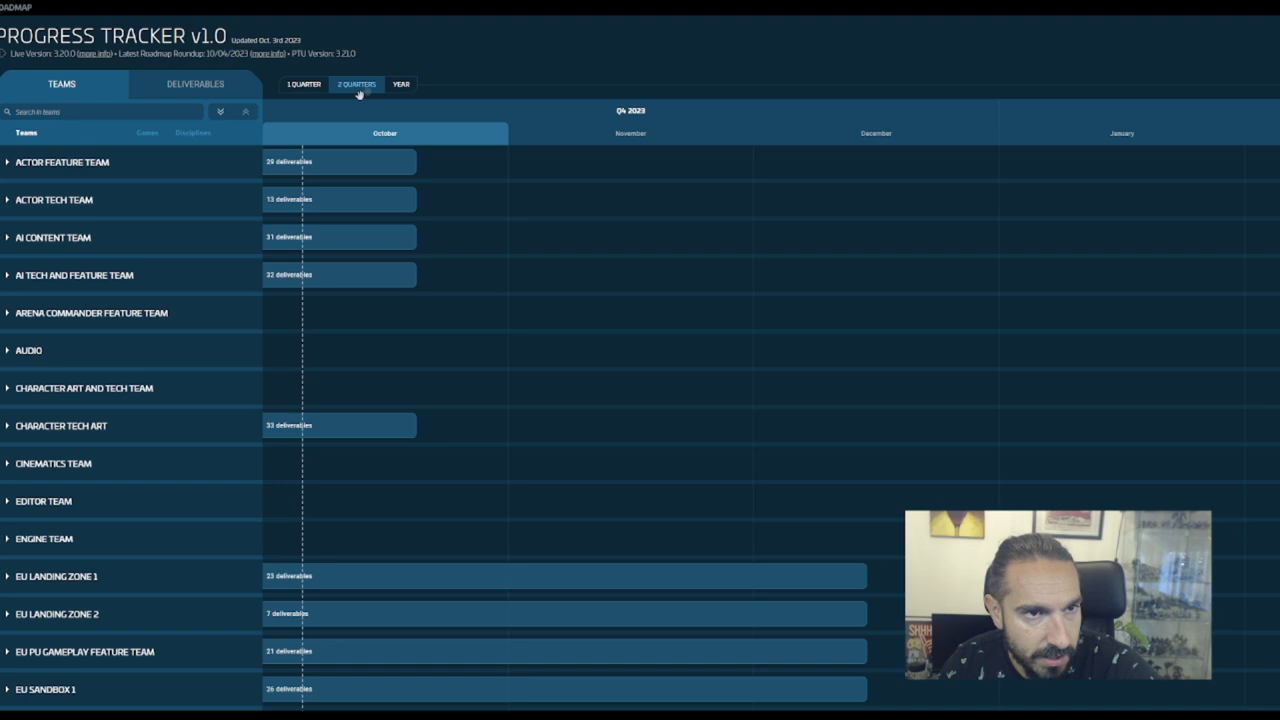 ROADMAP
PROGRESS TRACKER v1.0 Updated Oct. 3rd 2023
Live Version: 3.20.0 (more info) • Latest Roadmap Roundup: 10/04/2023 (more info) • PTU Version: 3.21.0
TEAMS DELIVERABLES 1 QUARTER 2 QUARTERS YEAR
Search in teams
Q4 2023
Teams Games Disciplines October November December January
ACTOR FEATURE TEAM 29 deliverables
ACTOR TECH TEAM 13 deliverables
AI CONTENT TEAM 31 deliverables
AI TECH AND FEATURE TEAM 32 deliverables
ARENA COMMANDER FEATURE TEAM
AUDIO
CHARACTER ART AND TECH TEAM
CHARACTER TECH ART 33 deliverables
CINEMATICS TEAM
EDITOR TEAM
ENGINE TEAM
EU LANDING ZONE 1 23 deliverables
EU LANDING ZONE 2 7 deliverables
EU PU GAMEPLAY FEATURE TEAM 21 deliverables
EU SANDBOX 1 26 deliverables
SHHH